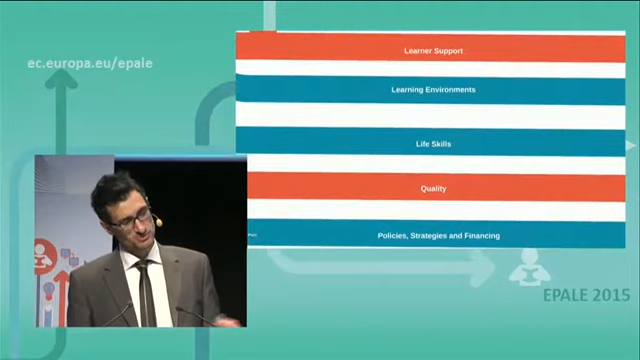 ec.europa.eu/epale
Learner Support
Learning Environments
Life Skills
Quality
Policies, Strategies and Financing
EPALE 2015